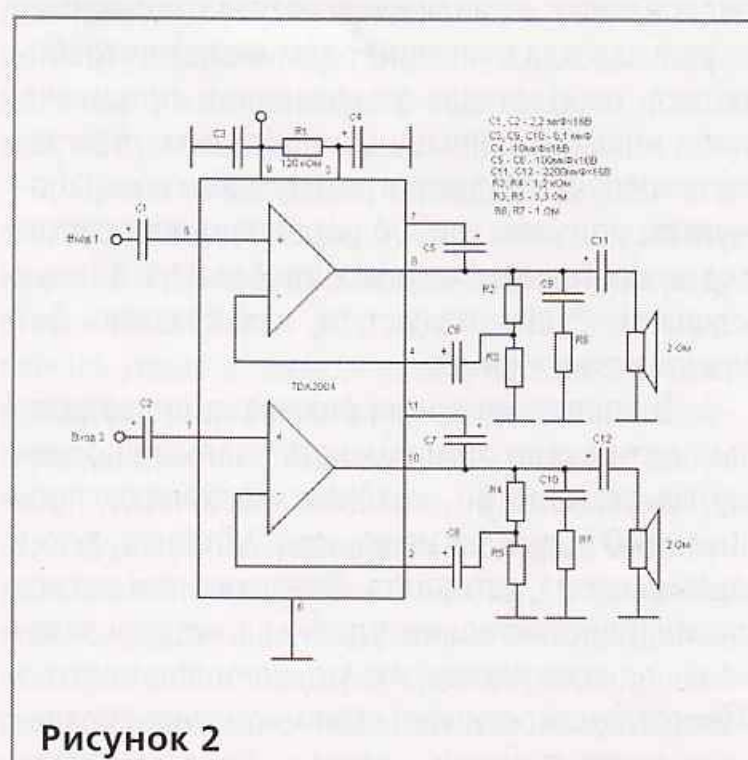 C3
R1
C4
120 кОм
9
3
C1, C2 - 2,2 мкФх16В
C3, C9, C10 - 0,1 мкФ
C4 - 10мкФх16В
C5 - C8 - 100мкФх16В
C11, C12 - 2200мкФх16В
R2, R4 - 1,2 кОм
R3, R5 - 3,3 Ом
R6, R7 - 1 Ом
C1
Вход 1
5
+
-
7
C5
8
C11
R2
C9
C6
4
R3
R6
2 Ом
TDA2004
C2
Вход 2
1
+
11
C7
10
C12
R4
C10
C8
2
R5
R7
2 Ом
6
Рисунок 2